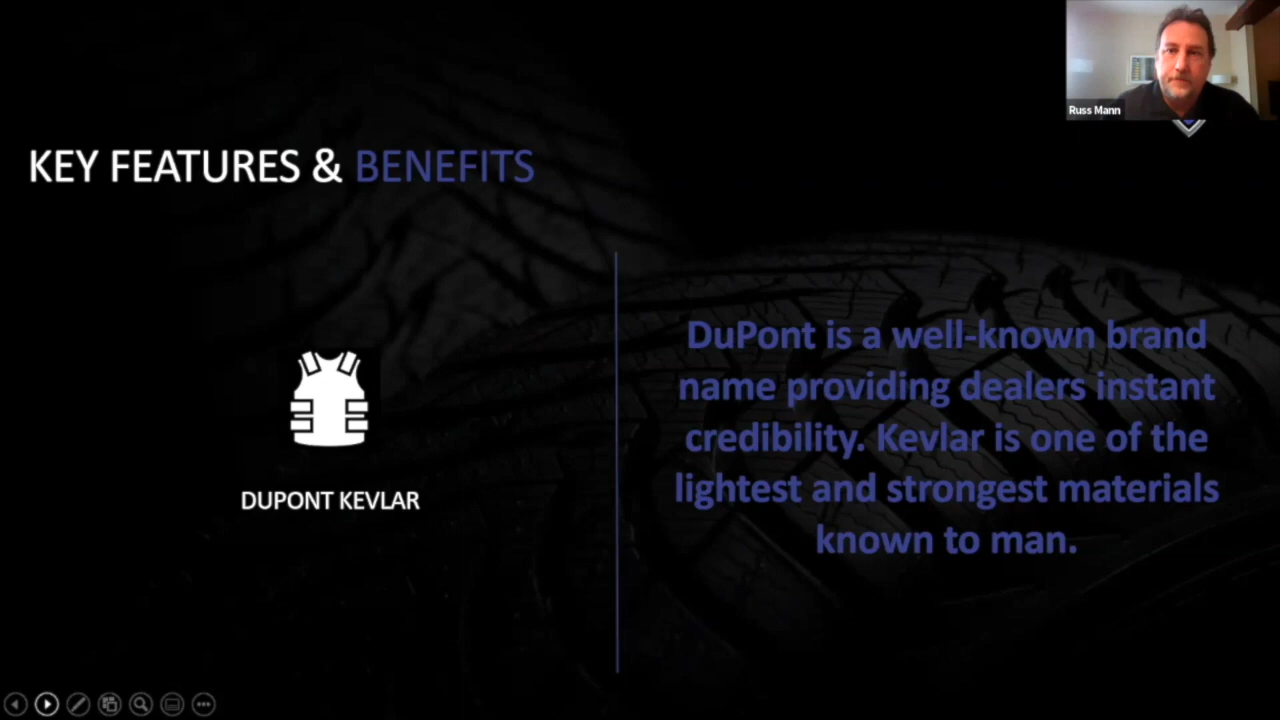 Russ Mann
KEY FEATURES & BENEFITS
DUPONT KEVLAR
DuPont is a well-known brand
name providing dealers instant
credibility. Kevlar is one of the
lightest and strongest materials
known to man.